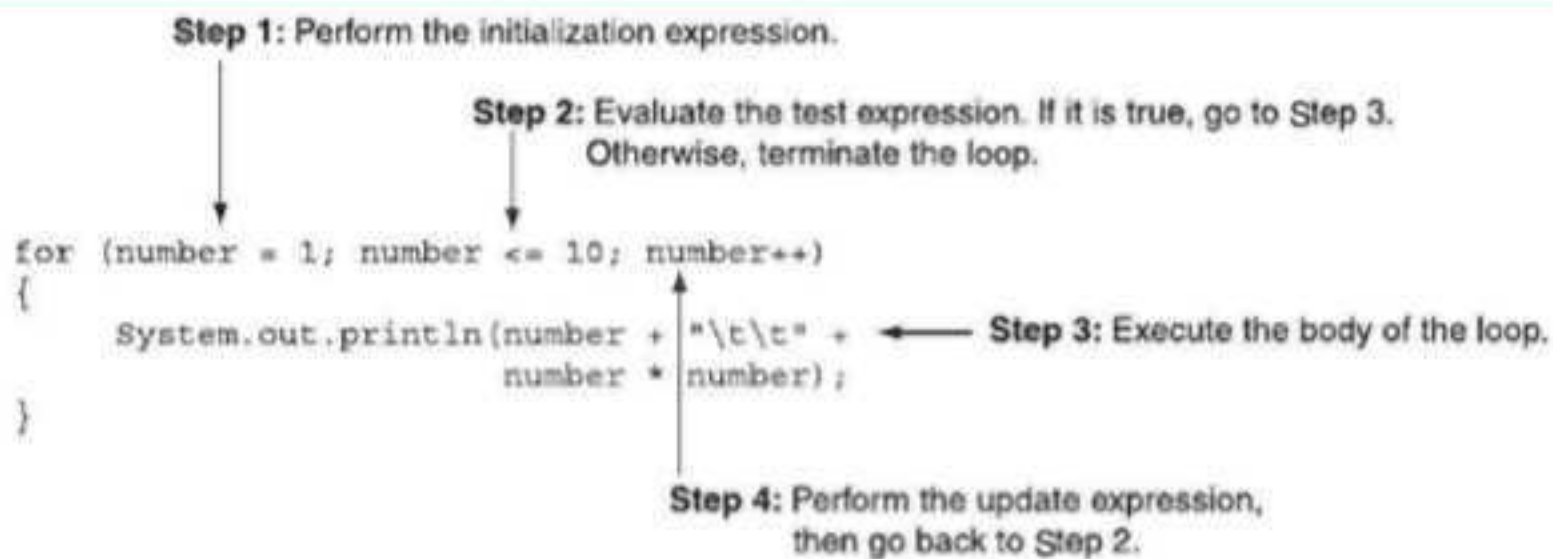 Step 1: Perform the initialization expression.
Step 2: Evaluate the test expression. If it is true, go to Step 3.
Otherwise, terminate the loop.
for (number = 1; number <= 10; number++)
{
System.out.println(number + "\t\t" +
Step 3: Execute the body of the loop.
number * number);
}
Step 4: Perform the update expression,
then go back to Step 2.